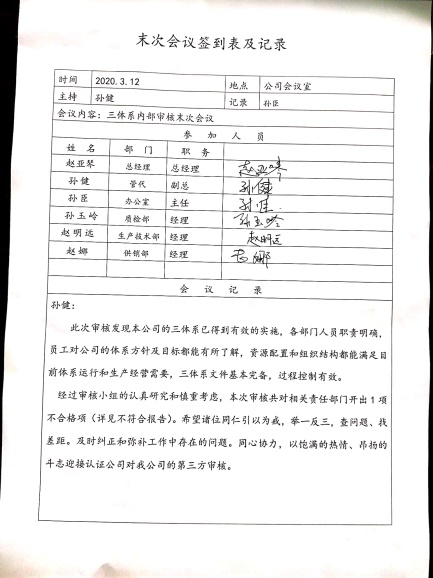 末次会议签到表及记录
时间 2020.3.12 地点 公司会议室
主持 孙健 记录 孙臣
会议内容：三体系内部审核末次会议
参 加 人 员
姓 名 部 门 职 务
赵亚琴 总经理 总经理 赵亚琴
孙健 管代 副总 孙健
孙臣 办公室 主任
孙玉岭 质检部 经理 孙玉岭
赵明远 生产技术部 经理 赵明远
赵娜 供销部 经理 赵娜
会 议 记 录
孙健：
此次审核发现本公司的三体系已得到有效的实施，各部门人员职责明确，
员工对公司的体系方针及目标都能有所了解，资源配置和组织结构都能满足目
前体系运行和生产经营需要，三体系文件基本完备，过程控制有效。
经过审核小组的认真研究和慎重考虑，本次审核共对相关责任部门开出 1 项
不合格项（详见不符合报告）。希望诸位同仁引以为戒，举一反三，查问题、找
差距。及时纠正和弥补工作中存在的问题。同心协力，以饱满的热情、昂扬的
斗志迎接认证公司对我公司的第三方审核。